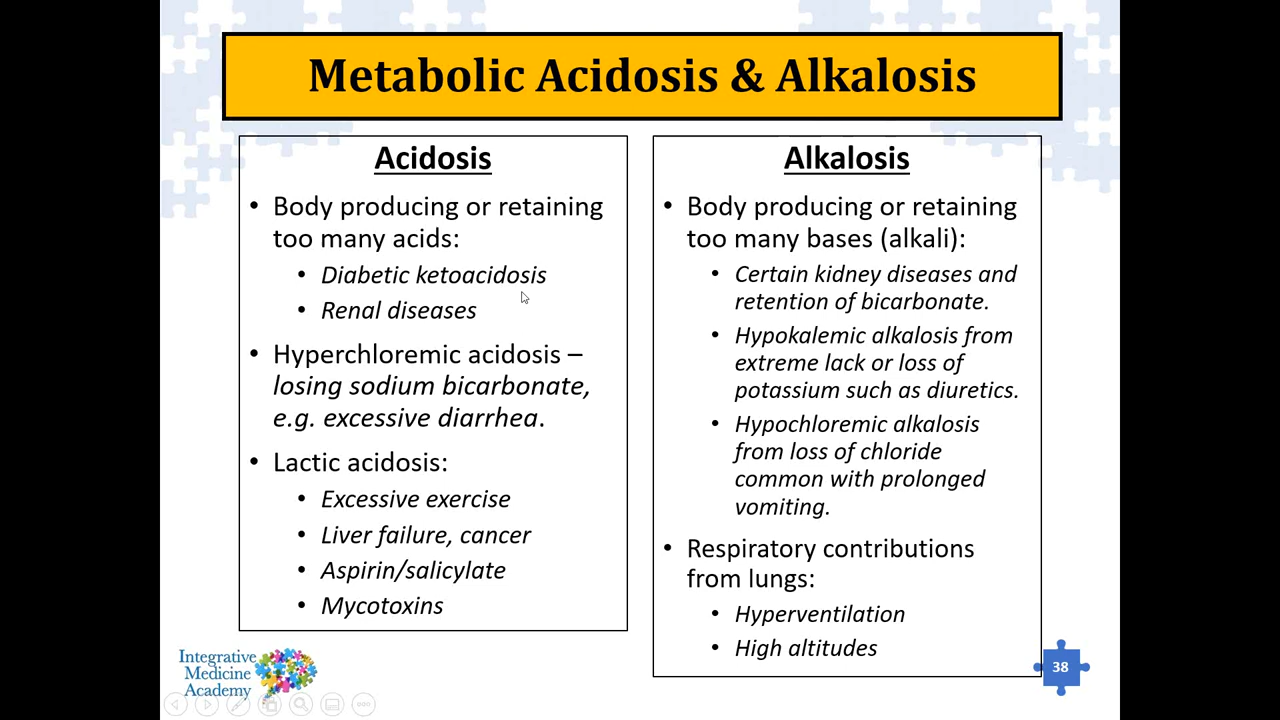 Metabolic Acidosis & Alkalosis
Acidosis
• Body producing or retaining
too many acids:
• Diabetic ketoacidosis
• Renal diseases
• Hyperchloremic acidosis –
losing sodium bicarbonate,
e.g. excessive diarrhea.
• Lactic acidosis:
• Excessive exercise
• Liver failure, cancer
• Aspirin/salicylate
• Mycotoxins
Alkalosis
• Body producing or retaining
too many bases (alkali):
• Certain kidney diseases and
retention of bicarbonate.
• Hypokalemic alkalosis from
extreme lack or loss of
potassium such as diuretics.
• Hypochloremic alkalosis
from loss of chloride
common with prolonged
vomiting.
• Respiratory contributions
from lungs:
• Hyperventilation
• High altitudes
Integrative
Medicine
Academy
38